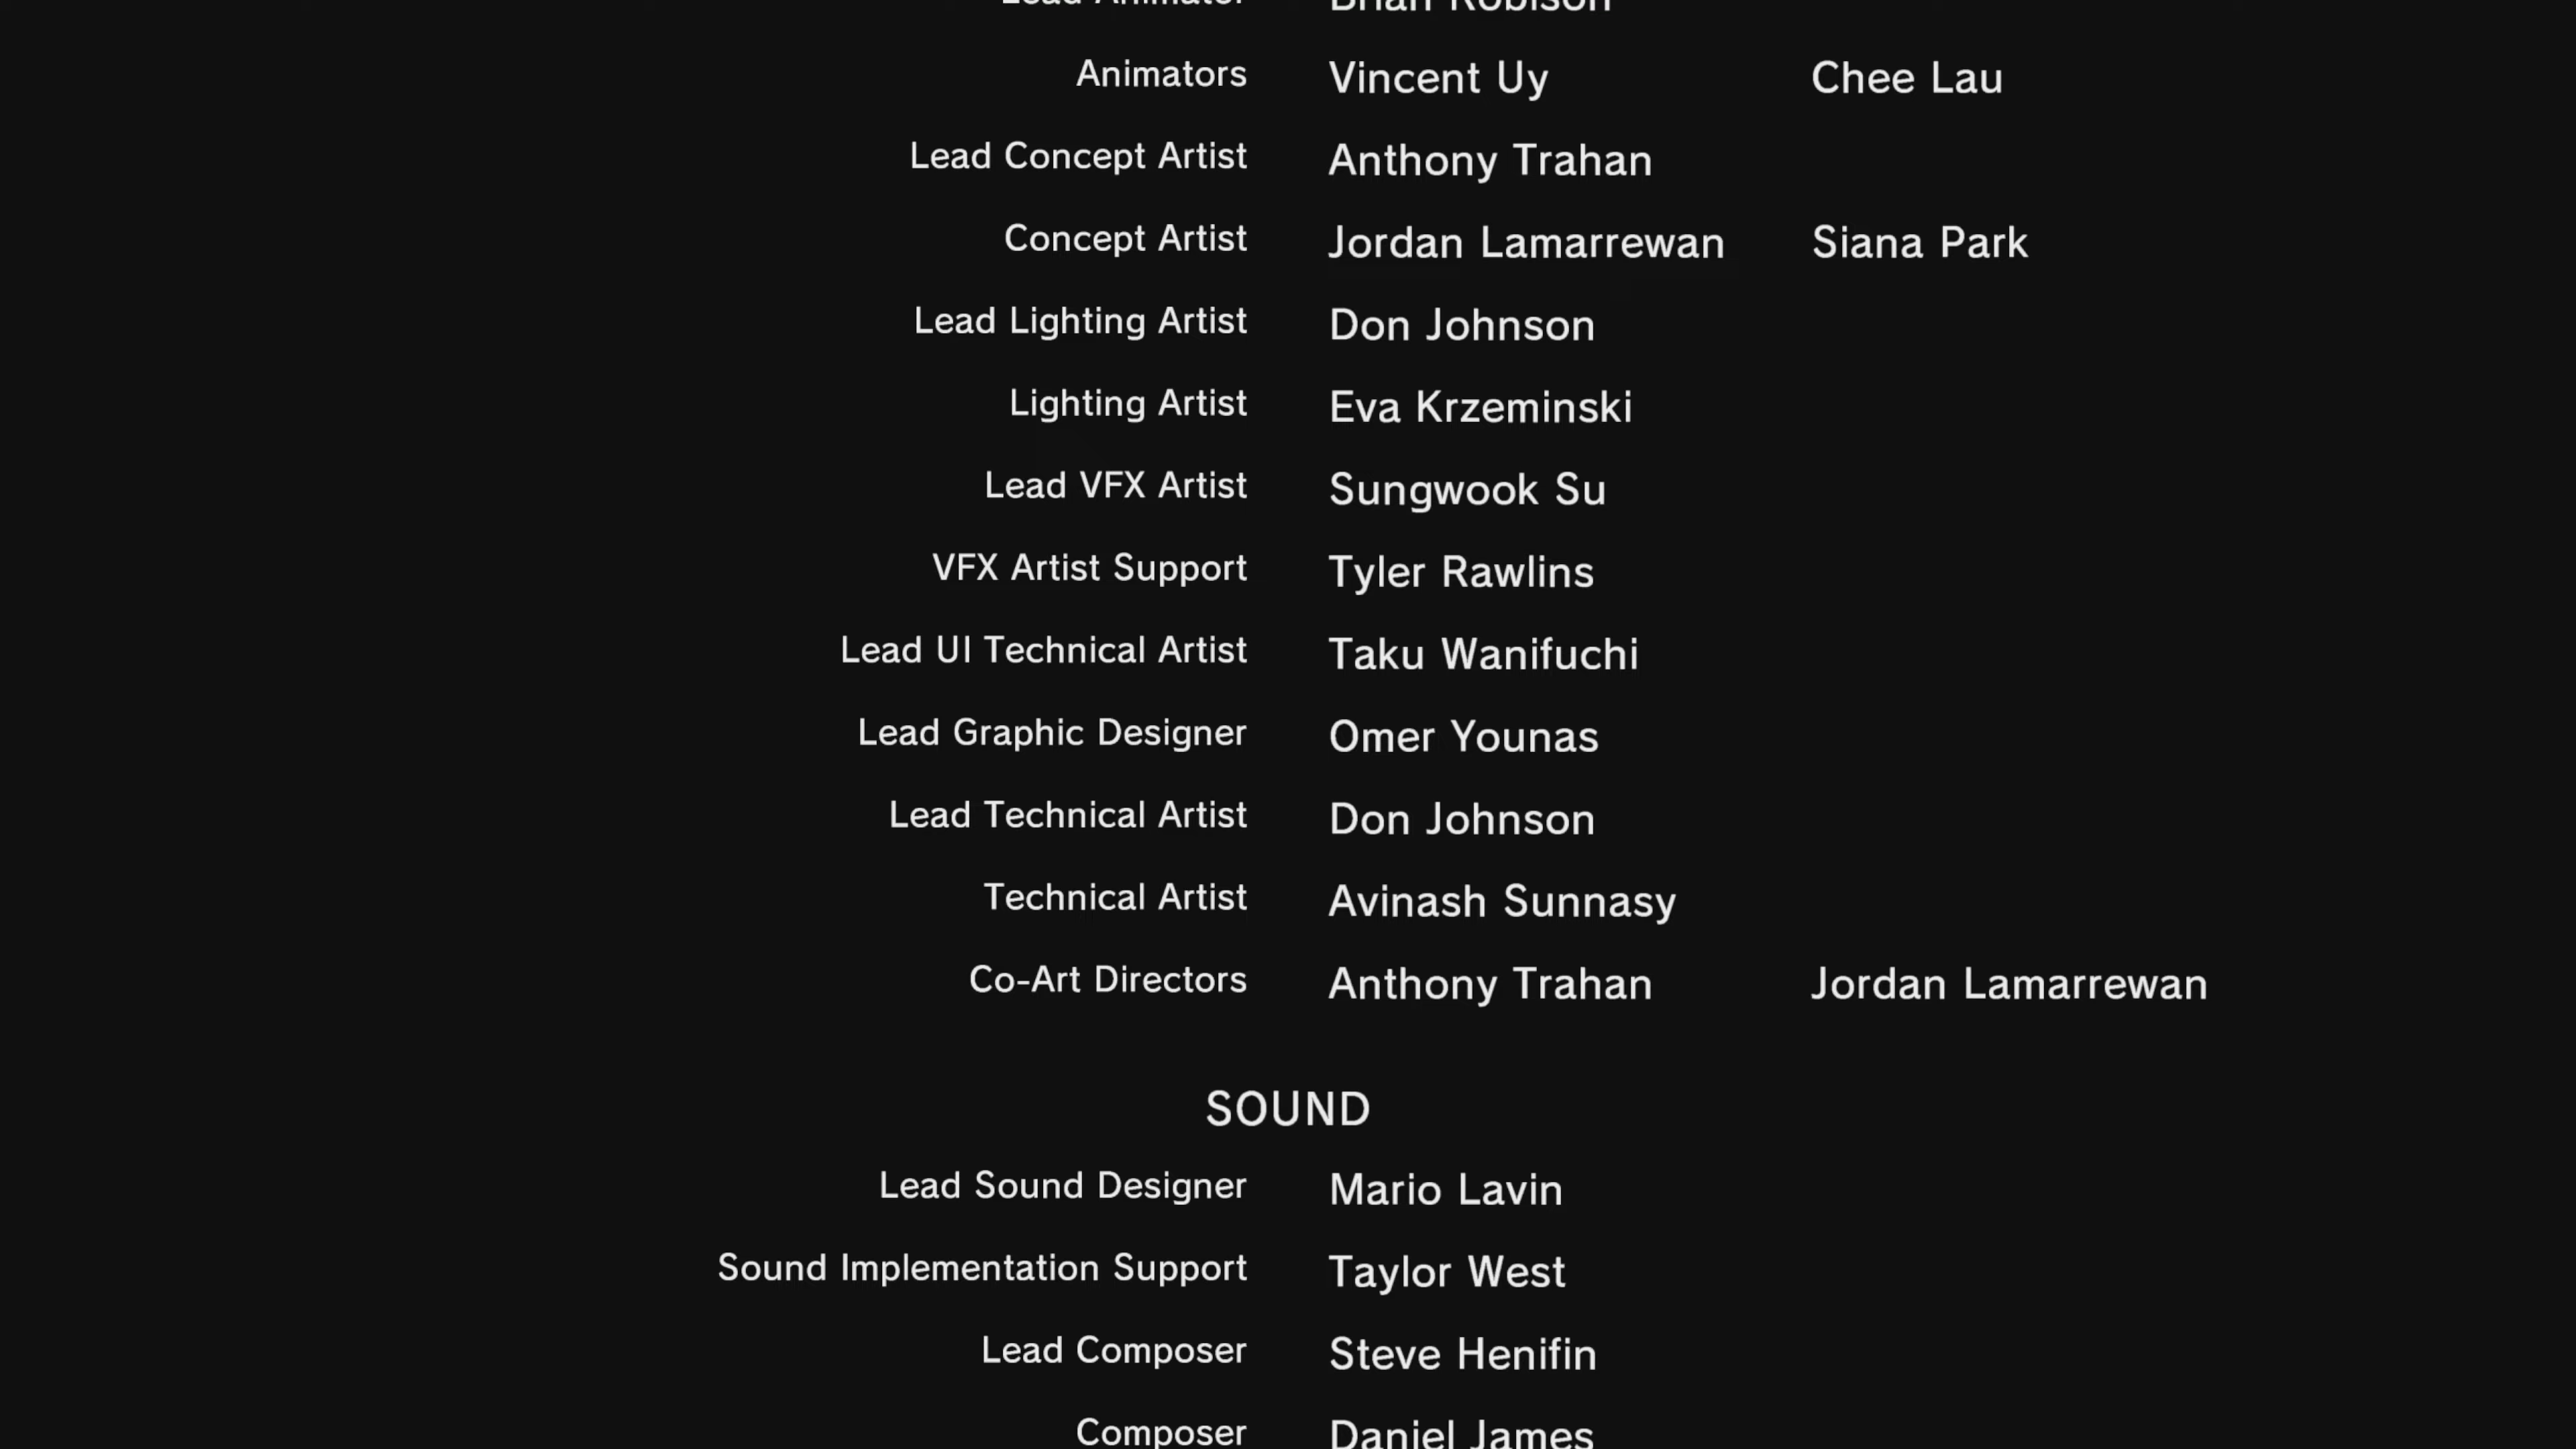 Lead Animator Brian Robison
Animators Vincent Uy Chee Lau
Lead Concept Artist Anthony Trahan
Concept Artist Jordan Lamarrewan Siana Park
Lead Lighting Artist Don Johnson
Lighting Artist Eva Krzeminski
Lead VFX Artist Sungwook Su
VFX Artist Support Tyler Rawlins
Lead UI Technical Artist Taku Wanifuchi
Lead Graphic Designer Omer Younas
Lead Technical Artist Don Johnson
Technical Artist Avinash Sunnasy
Co-Art Directors Anthony Trahan Jordan Lamarrewan
SOUND
Lead Sound Designer Mario Lavin
Sound Implementation Support Taylor West
Lead Composer Steve Henifin
Composer Daniel James